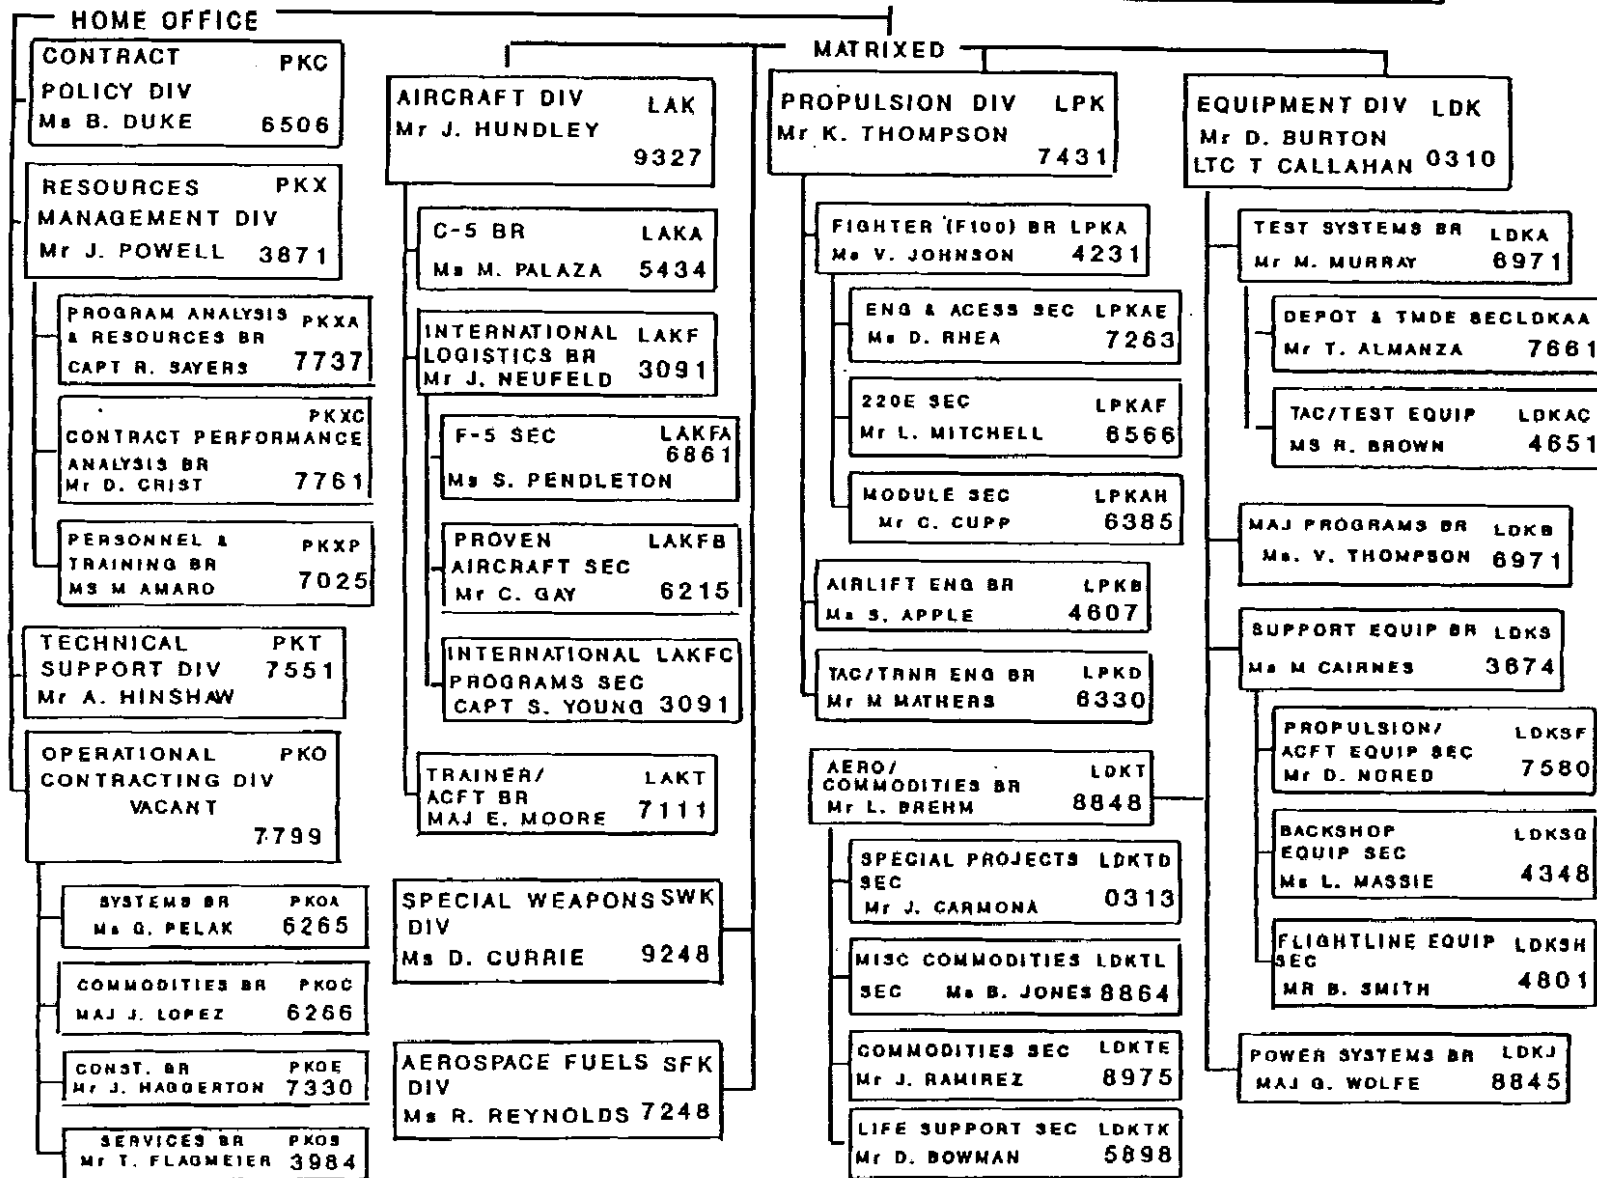 HOME OFFICE
CONTRACT PKC
POLICY DIV
Ms B. DUKE 6506
RESOURCES PKX
MANAGEMENT DIV
Mr J. POWELL 3871
PROGRAM ANALYSIS PKXA
& RESOURCES BR
CAPT R. SAYERS 7737
PKXC
CONTRACT PERFORMANCE
ANALYSIS BR
Mr D. CRIST 7761
PERSONNEL & PKXP
TRAINING BR
MS M AMARO 7025
TECHNICAL PKT
SUPPORT DIV 7551
Mr A. HINSHAW
OPERATIONAL PKO
CONTRACTING DIV
VACANT
7799
SYSTEMS BR PKOA
Ms G. PELAK 6265
COMMODITIES BR PKOC
MAJ J. LOPEZ 6266
CONST. BR PKOE
Mr J. HAGGERTON 7330
SERVICES BR PKOS
Mr T. FLAGMEIER 3984
MATRIXED
AIRCRAFT DIV LAK
Mr J. HUNDLEY
9327
C-5 BR LAKA
Ms M. PALAZA 5434
INTERNATIONAL LAKF
LOGISTICS BR
Mr J. NEUFELD 3091
F-5 SEC LAKFA
6861
Ms S. PENDLETON
PROVEN LAKFB
AIRCRAFT SEC
Mr C. GAY 6215
INTERNATIONAL LAKFC
PROGRAMS SEC
CAPT S. YOUNG 3091
TRAINER/ LAKT
ACFT BR
MAJ E. MOORE 7111
SPECIAL WEAPONS SWK
DIV
Ms D. CURRIE 9248
AEROSPACE FUELS SFK
DIV
Ms R. REYNOLDS 7248
PROPULSION DIV LPK
Mr K. THOMPSON
7431
FIGHTER (F100) BR LPKA
Ms V. JOHNSON 4231
ENG & ACESS SEC LPKAE
Ms D. RHEA 7263
220E SEC LPKAF
Mr L. MITCHELL 6566
MODULE SEC LPKAH
Mr C. CUPP 6385
AIRLIFT ENG BR LPKB
Ms S. APPLE 4607
TAC/TRNR ENG BR LPKD
Mr M MATHERS 6330
AERO/ LDKT
COMMODITIES BR
Mr L. BREHM 8848
SPECIAL PROJECTS LDKTD
SEC
Mr J. CARMONA 0313
MISC COMMODITIES LDKTL
SEC Ms B. JONES 8864
COMMODITIES SEC LDKTE
Mr J. RAMIREZ 8975
LIFE SUPPORT SEC LDKTK
Mr D. BOWMAN 5898
EQUIPMENT DIV LDK
Mr D. BURTON
LTC T CALLAHAN 0310
TEST SYSTEMS BR LDKA
Mr M. MURRAY 6971
DEPOT & TMDE SEC LDKAA
Mr T. ALMANZA 7661
TAC/TEST EQUIP LDKAC
MS R. BROWN 4651
MAJ PROGRAMS BR LDKB
Ms. V. THOMPSON 6971
SUPPORT EQUIP BR LDKS
Ms M CAIRNES 3674
PROPULSION/ LDKSF
ACFT EQUIP SEC
Mr D. NORED 7580
BACKSHOP LDKSG
EQUIP SEC
Ms L. MASSIE 4348
FLIGHTLINE EQUIP LDKSH
SEC
MR B. SMITH 4801
POWER SYSTEMS BR LDKJ
MAJ G. WOLFE 8845